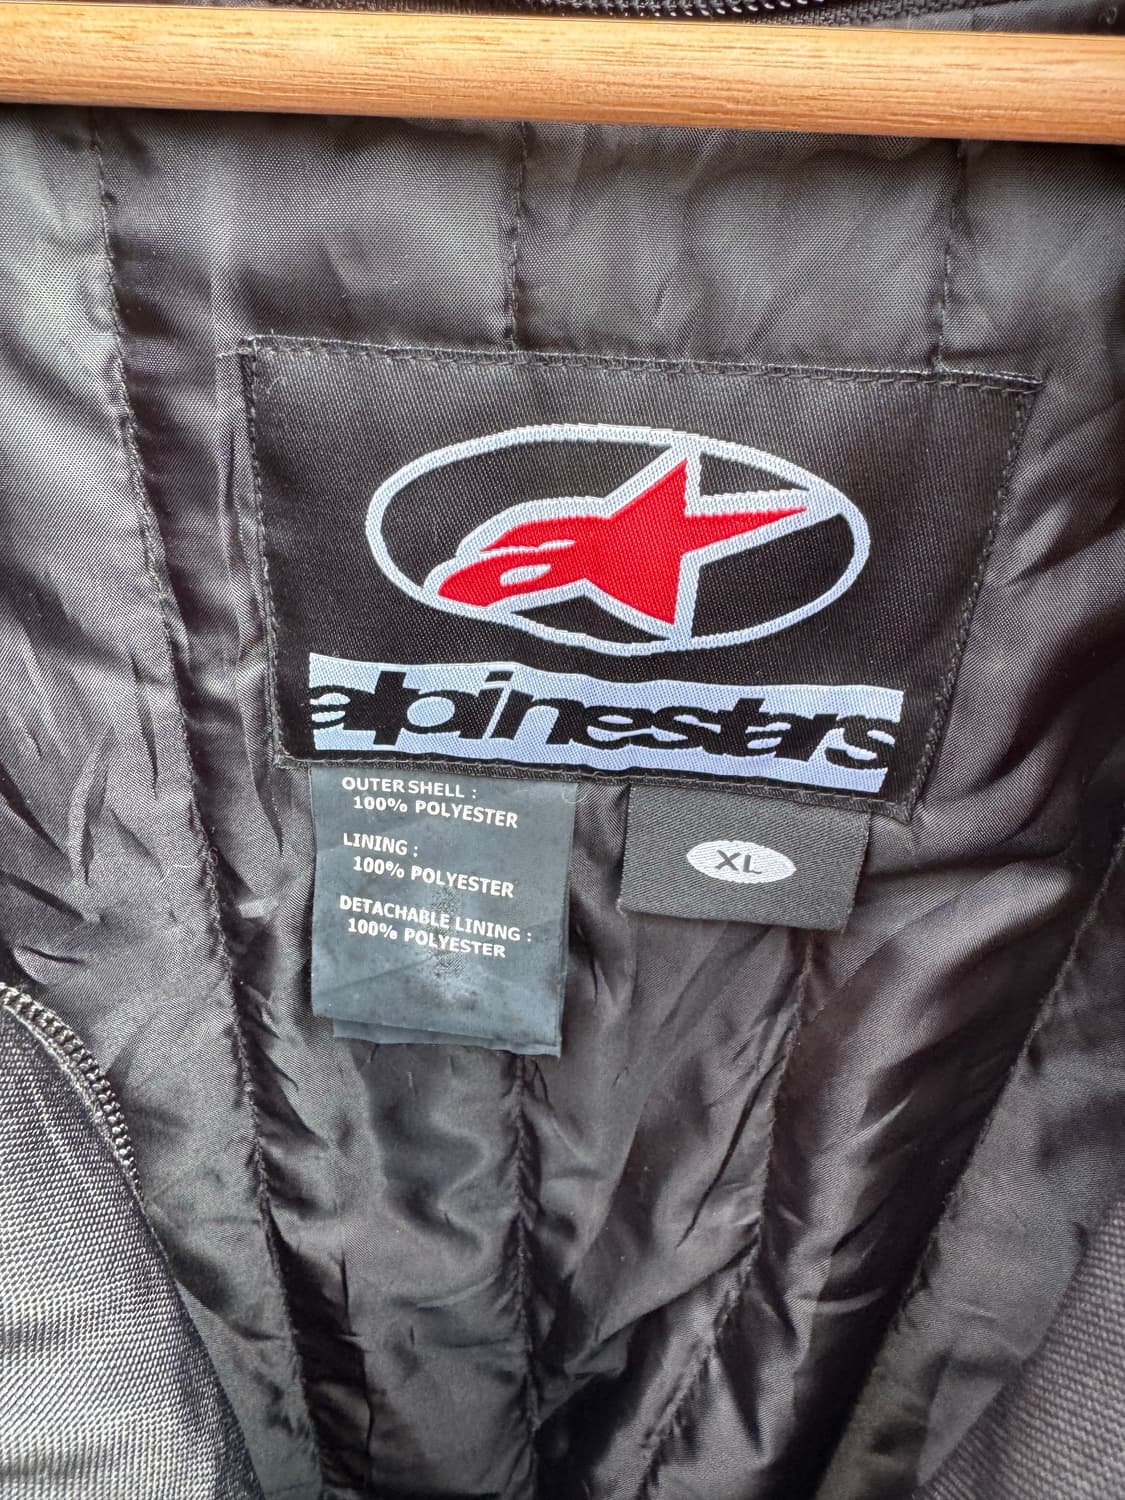 alpinestars
OUTER SHELL :
100% POLYESTER
LINING :
100% POLYESTER
DETACHABLE LINING :
100% POLYESTER
XL